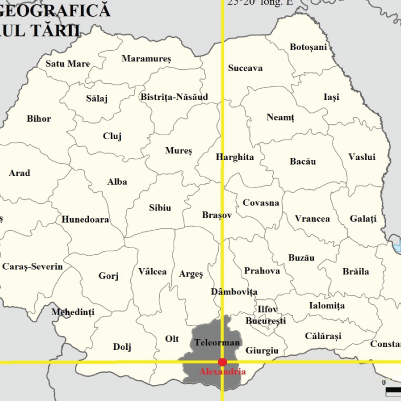 GEOGRAFICĂ
25°20' long. E
UL ȚĂRII
Botoșani
Satu Mare
Maramureș
Suceava
Sălaj
Bistrița-Năsăud
Iași
Bihor
Neamț
Cluj
Mureș
Harghita
Bacău
Vaslui
Arad
Alba
Covasna
Sibiu
Brașov
Hunedoara
Vrancea
Galați
Buzău
Caraș-Severin
Gorj
Vâlcea
Argeș
Prahova
Brăila
Dâmbovița
Mehedinți
Ilfov
Ialomița
București
Dolj
Olt
Teleorman
Giurgiu
Călărași
Consta
Alexandria
0